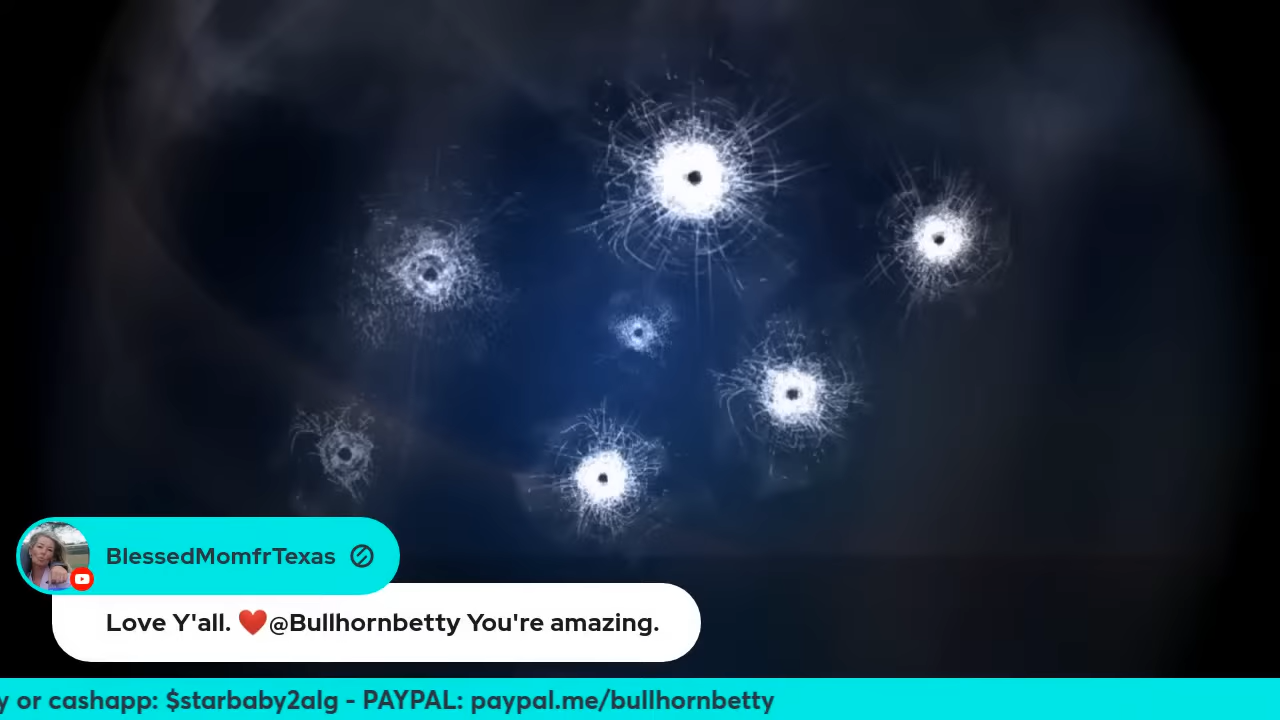 BlessedMomfrTexas
Love Y'all. ❤️@Bullhornbetty You're amazing.
y or cashapp: $starbaby2alg - PAYPAL: paypal.me/bullhornbetty